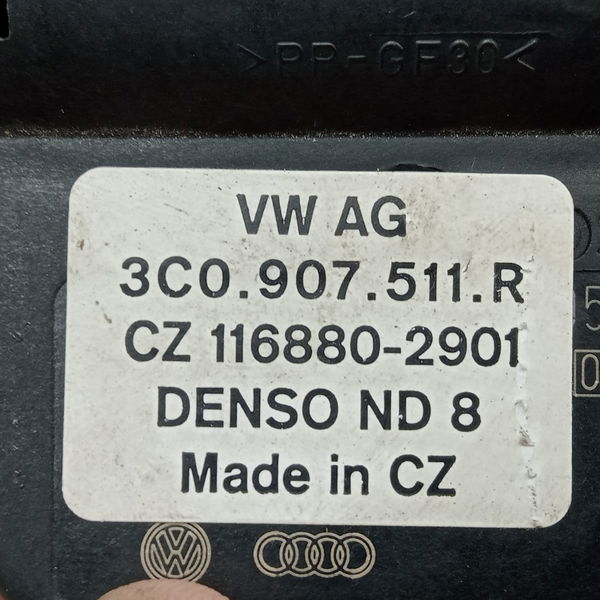 >PP-GF30<
VW AG
3C0.907.511.R
CZ 116880-2901
DENSO ND 8
Made in CZ